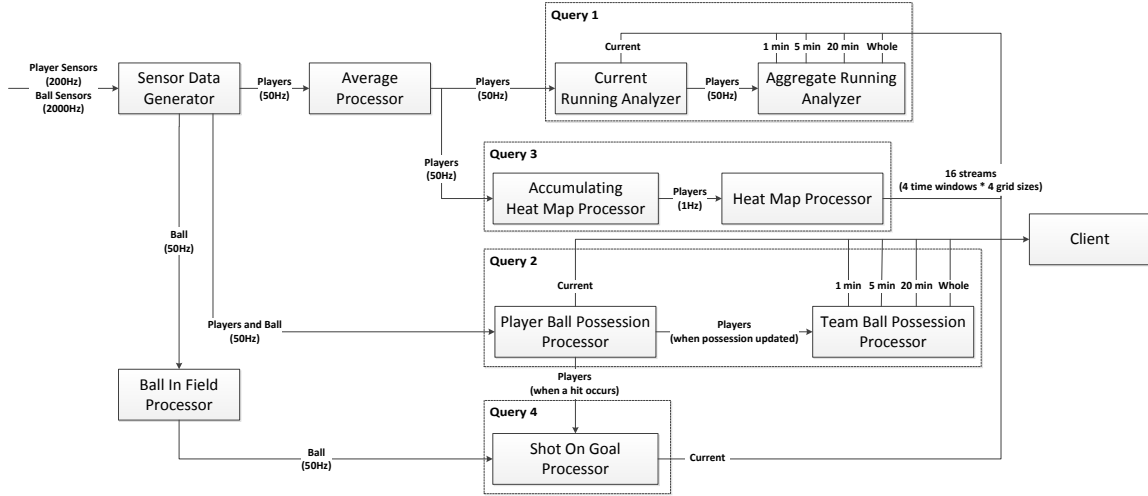 Query 1
Current
1 min 5 min 20 min Whole
Player Sensors
(200Hz)
Ball Sensors
(2000Hz)
Sensor Data
Generator
Players
(50Hz)
Average
Processor
Players
(50Hz)
Current
Running Analyzer
Players
(50Hz)
Aggregate Running
Analyzer
Query 3
Players
(50Hz)
Accumulating
Heat Map Processor
Players
(1Hz)
Heat Map Processor
16 streams
(4 time windows * 4 grid sizes)
Ball
(50Hz)
Client
Query 2
Current
1 min 5 min 20 min Whole
Players and Ball
(50Hz)
Player Ball Possession
Processor
Players
(when possession updated)
Team Ball Possession
Processor
Ball In Field
Processor
Players
(when a hit occurs)
Query 4
Ball
(50Hz)
Shot On Goal
Processor
Current